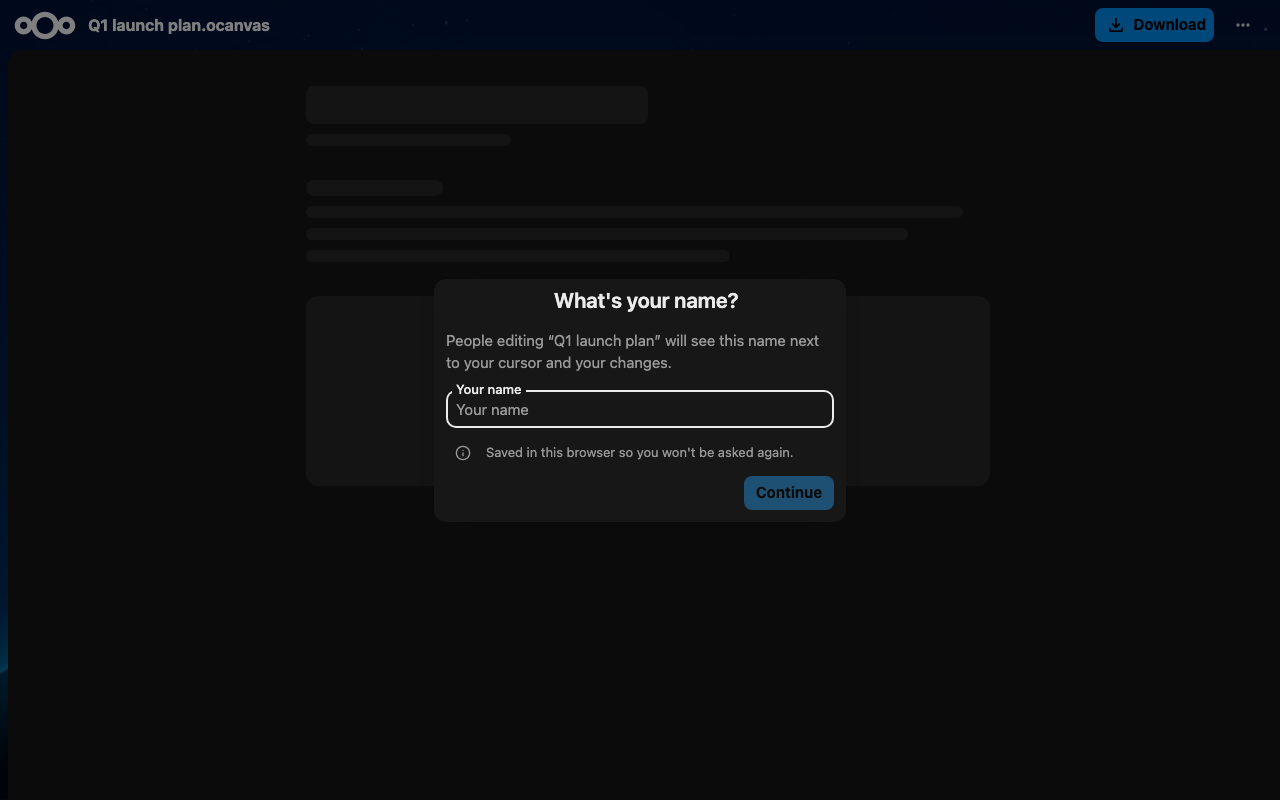 Q1 launch plan.ocanvas
Download
What's your name?
People editing “Q1 launch plan” will see this name next
to your cursor and your changes.
Your name
Your name
Saved in this browser so you won't be asked again.
Continue